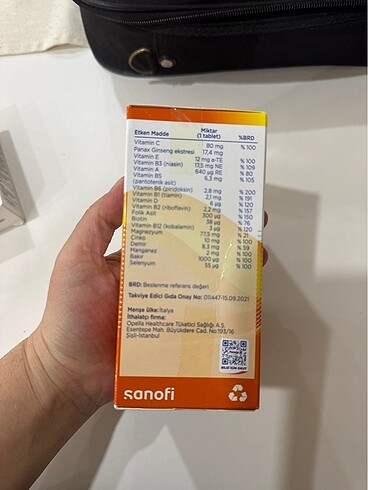 Etken Madde Miktar (1 tablet) %BRD
Vitamin C 80 mg % 100
Panax Ginseng ekstresi 17,4 mg
Vitamin E 12 mg α-TE % 100
Vitamin B3 (niasin) 17,5 mg NE % 109
Vitamin A 640 µg RE % 80
Vitamin B5 (pantotenik asit) 6,3 mg % 105
Vitamin B6 (piridoksin) 2,8 mg % 200
Vitamin B1 (tiamin) 2,1 mg % 191
Vitamin D 6 µg % 120
Vitamin B2 (riboflavin) 2,2 mg % 157
Folik Asit 300 µg % 150
Biotin 38 µg % 76
Vitamin B12 (kobalamin) 3 µg % 120
Magnezyum 77,5 mg % 21
Çinko 10 mg % 100
Demir 8,3 mg % 59
Manganez 2 mg % 100
Bakır 1000 µg % 100
Selenyum 55 µg % 100
BRD: Beslenme referans değeri
Takviye Edici Gıda Onay No: 011447-15.09.2021
Menşe ülke: İtalya
İthalatçı firma:
Opella Healthcare Tüketici Sağlığı A.Ş.
Esentepe Mah. Büyükdere Cad. No:193/16
Şişli-İstanbul
sanofi